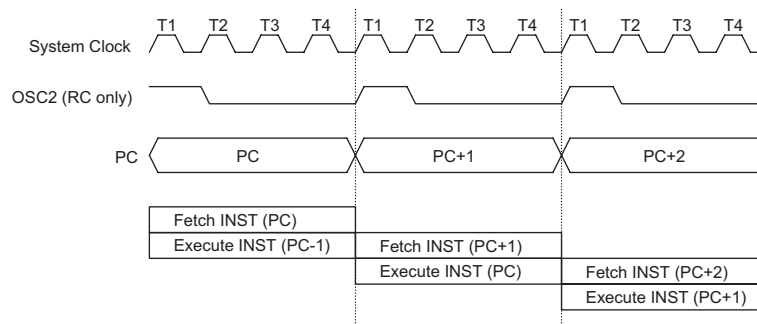 T1 T2 T3 T4 T1 T2 T3 T4 T1 T2 T3 T4
System Clock
OSC2 (RC only)
PC PC PC+1 PC+2
Fetch INST (PC)
Execute INST (PC-1) Fetch INST (PC+1)
Execute INST (PC) Fetch INST (PC+2)
Execute INST (PC+1)